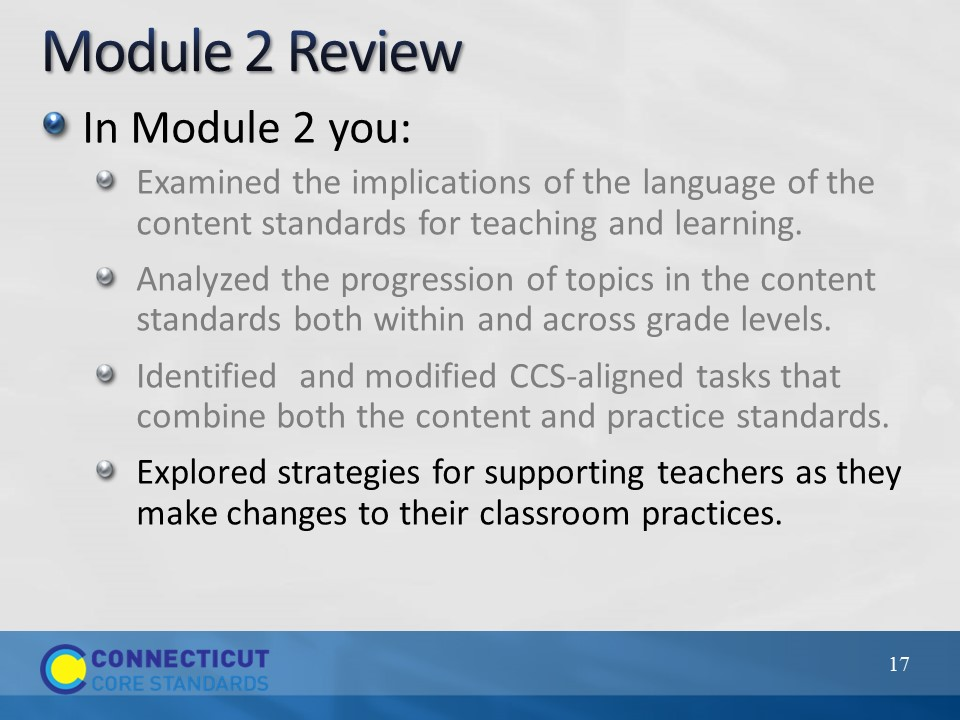 Module 2 Review
In Module 2 you:
Examined the implications of the language of the
content standards for teaching and learning.
Analyzed the progression of topics in the content
standards both within and across grade levels.
Identified  and modified CCS-aligned tasks that
combine both the content and practice standards.
Explored strategies for supporting teachers as they
make changes to their classroom practices.
CONNECTICUT
CORE STANDARDS
17